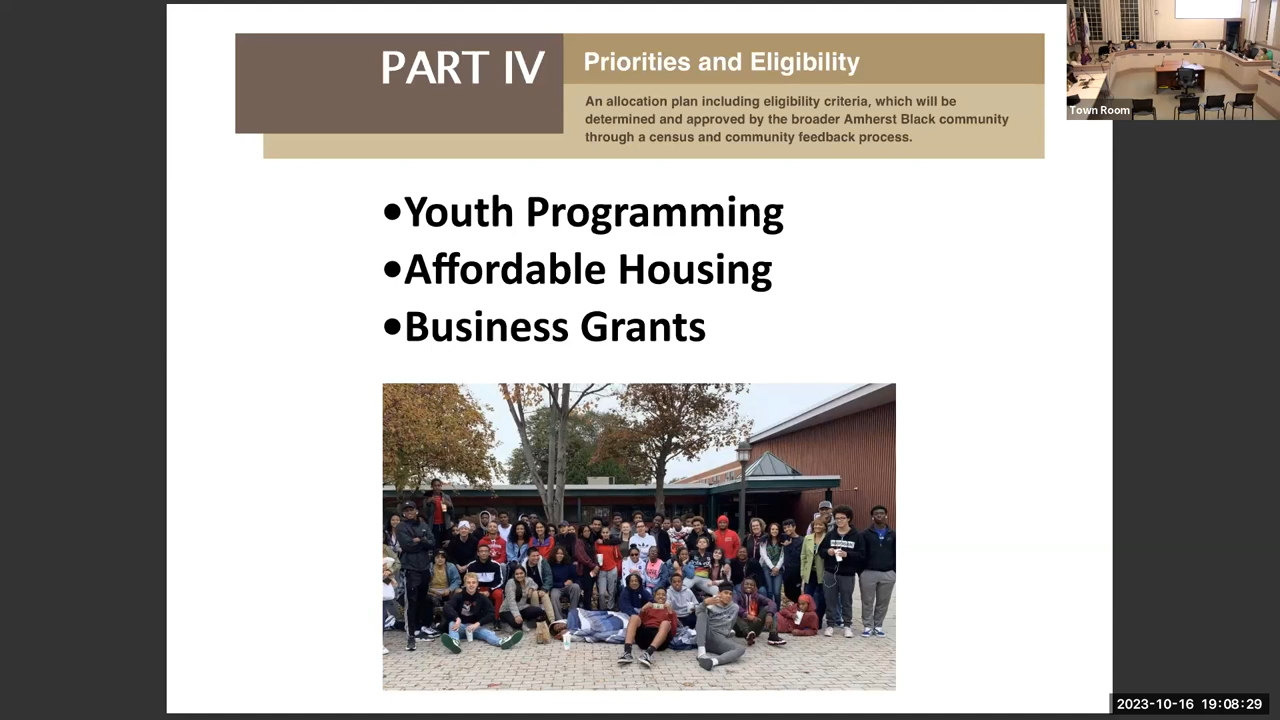 PART IV
Priorities and Eligibility
An allocation plan including eligibility criteria, which will be
determined and approved by the broader Amherst Black community
through a census and community feedback process.
•Youth Programming
•Affordable Housing
•Business Grants
Town Room
2023-10-16 19:08:29